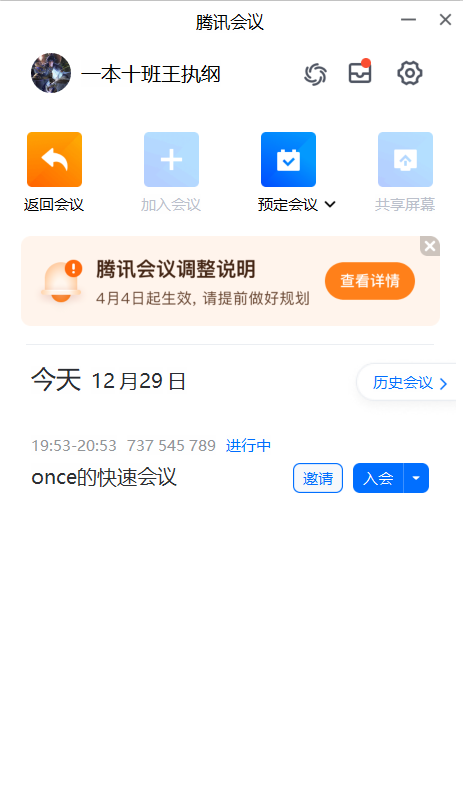 腾讯会议
一本十班王执纲
返回会议 加入会议 预定会议 共享屏幕
腾讯会议调整说明
4月4日起生效, 请提前做好规划
查看详情
今天 12月29日
历史会议
19:53-20:53 737 545 789 进行中
once的快速会议
邀请 入会